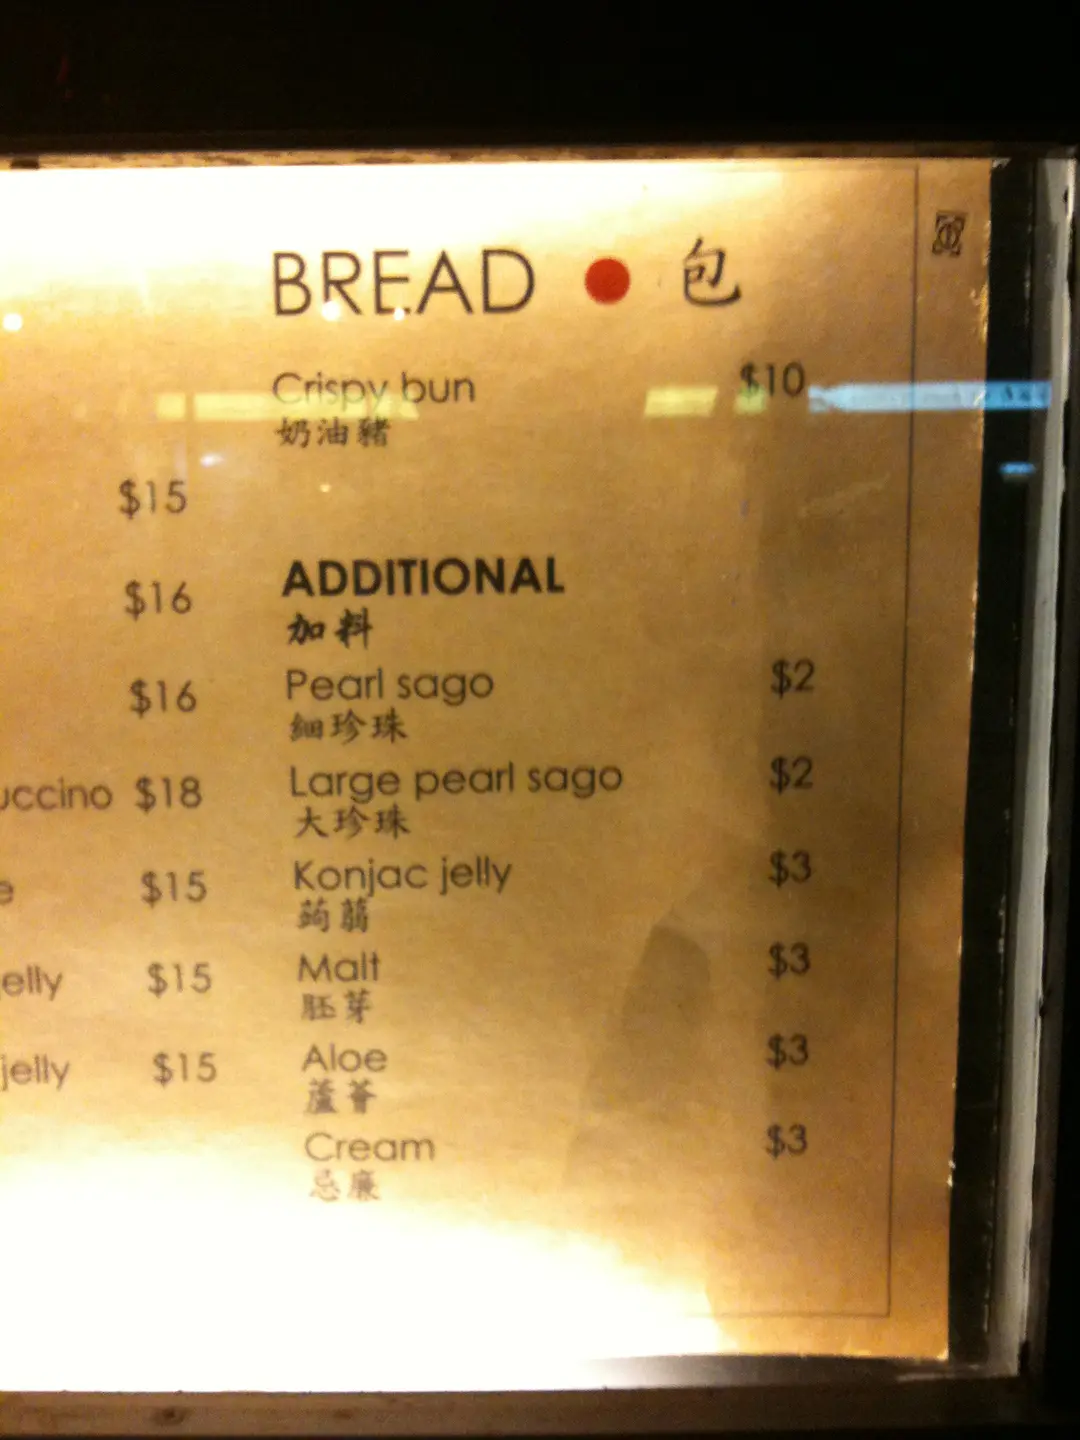 BREAD ● 包
Crispy bun $10
奶油豬
$15
$16
$16
$18
$15
$15
jelly $15
ADDITIONAL
加料
Pearl sago $2
細珍珠
Large pearl sago $2
大珍珠
Konjac jelly $3
蒟蒻
Malt $3
胚芽
Aloe $3
蘆薈
Cream $3
忌廉